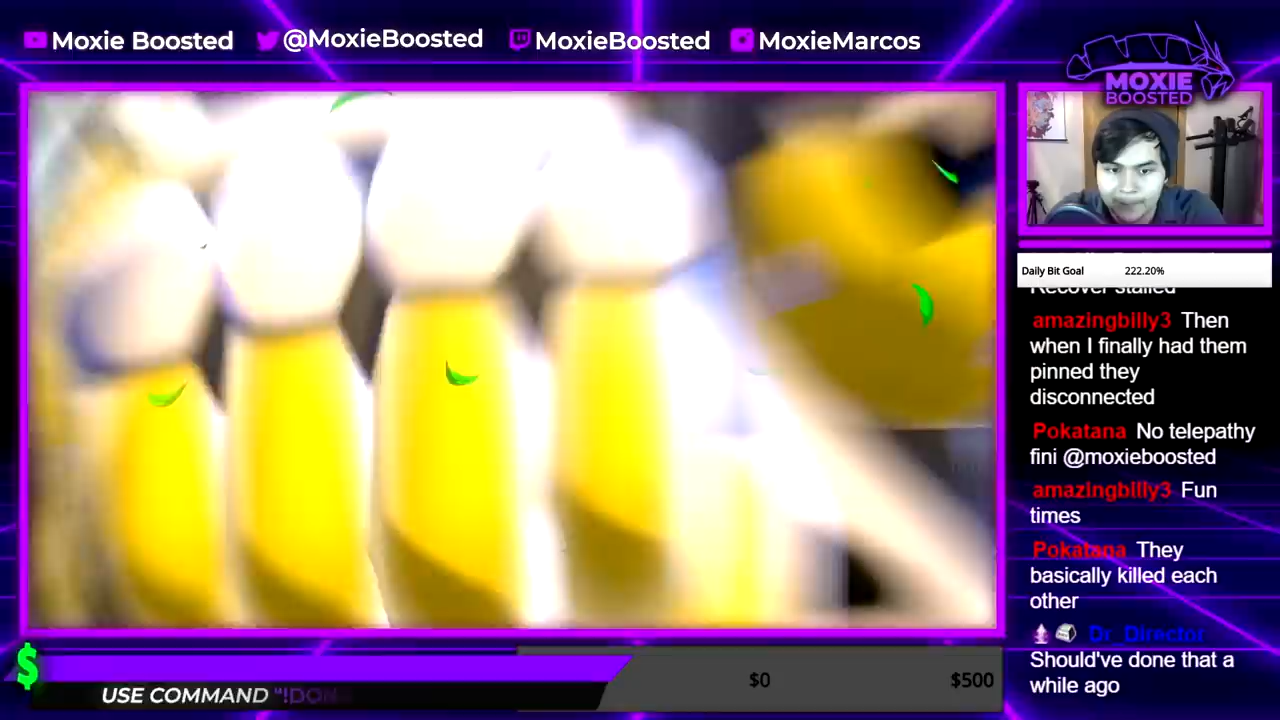 Moxie Boosted @MoxieBoosted MoxieBoosted MoxieMarcos
MOXIE
BOOSTED
Daily Bit Goal 222.20%
Recover stalled
amazingbilly3 Then
when I finally had them
pinned they
disconnected
Pokatana No telepathy
fini @moxieboosted
amazingbilly3 Fun
times
Pokatana They
basically killed each
other
Dr_Director
Should've done that a
while ago
$
$0 $500
USE COMMAND "!DON